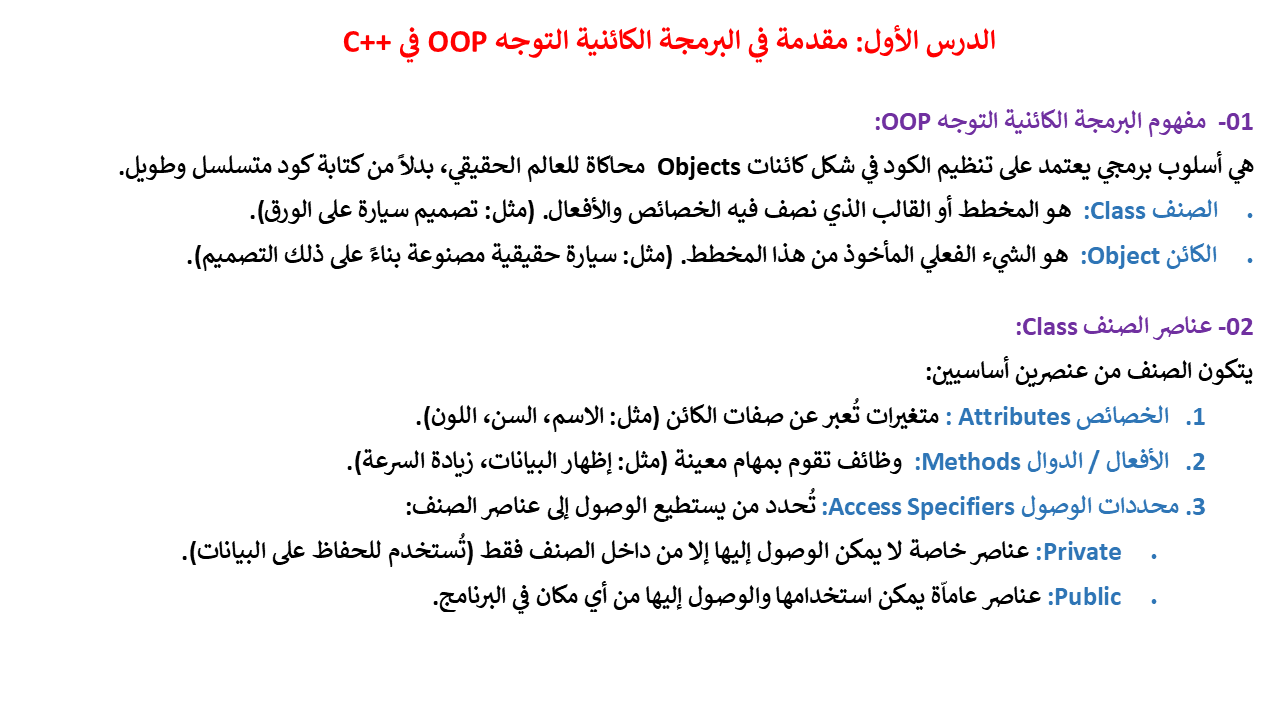 الدرس الأول: مقدمة في البرمجة الكائنية التوجه OOP في C++
01- مفهوم البرمجة الكائنية التوجه OOP:
هي أسلوب برمجي يعتمد على تنظيم الكود في شكل كائنات Objects محاكاة للعالم الحقيقي، بدلاً من كتابة كود متسلسل وطويل.
. الصنف Class: هو المخطط أو القالب الذي نصف فيه الخصائص والأفعال. (مثل: تصميم سيارة على الورق).
. الكائن Object: هو الشيء الفعلي المأخوذ من هذا المخطط. (مثل: سيارة حقيقية مصنوعة بناءً على ذلك التصميم).
02- عناصر الصنف Class:
يتكون الصنف من عنصرين أساسيين:
1. الخصائص Attributes : متغيرات تُعبر عن صفات الكائن (مثل: الاسم، السن، اللون).
2. الأفعال / الدوال Methods: وظائف تقوم بمهام معينة (مثل: إظهار البيانات، زيادة السرعة).
3. محددات الوصول Access Specifiers: تُحدد من يستطيع الوصول إلى عناصر الصنف:
. Private: عناصر خاصة لا يمكن الوصول إليها إلا من داخل الصنف فقط (تُستخدم للحفاظ على البيانات).
. Public: عناصر عاماّة يمكن استخدامها والوصول إليها من أي مكان في البرنامج.